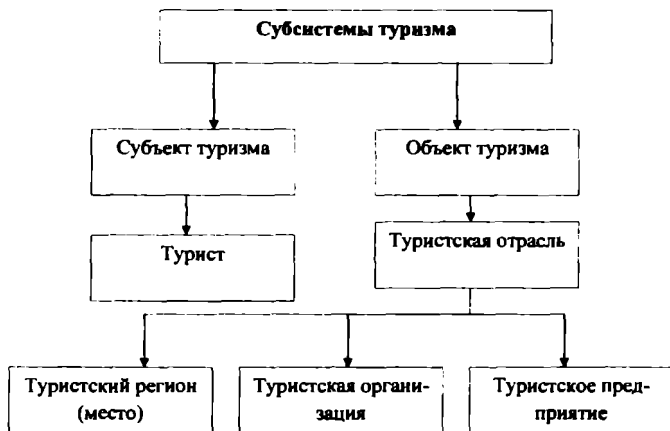 Субсистемы туризма
Субъект туризма
Объект туризма
Турист
Туристская отрасль
Туристский регион
(место)
Туристская органи-
зация
Туристское пред-
приятие